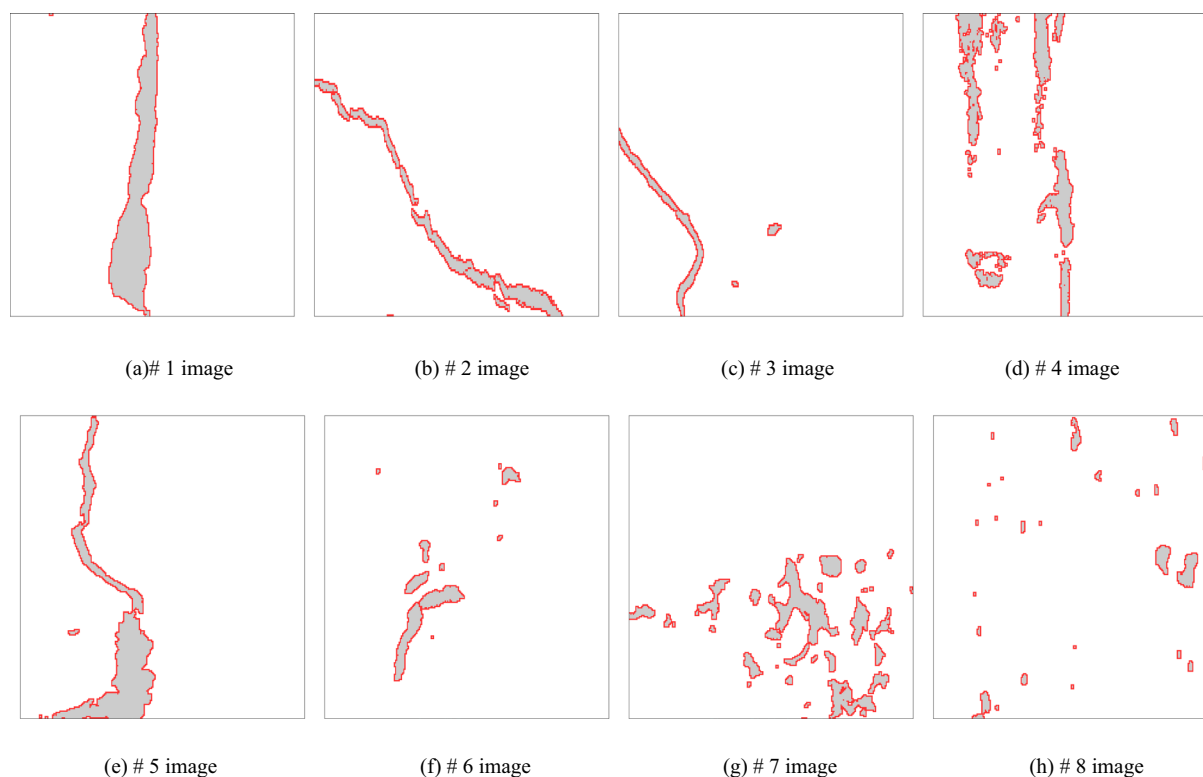 (a)# 1 image
(b) # 2 image
(c) # 3 image
(d) # 4 image
(e) # 5 image
(f) # 6 image
(g) # 7 image
(h) # 8 image